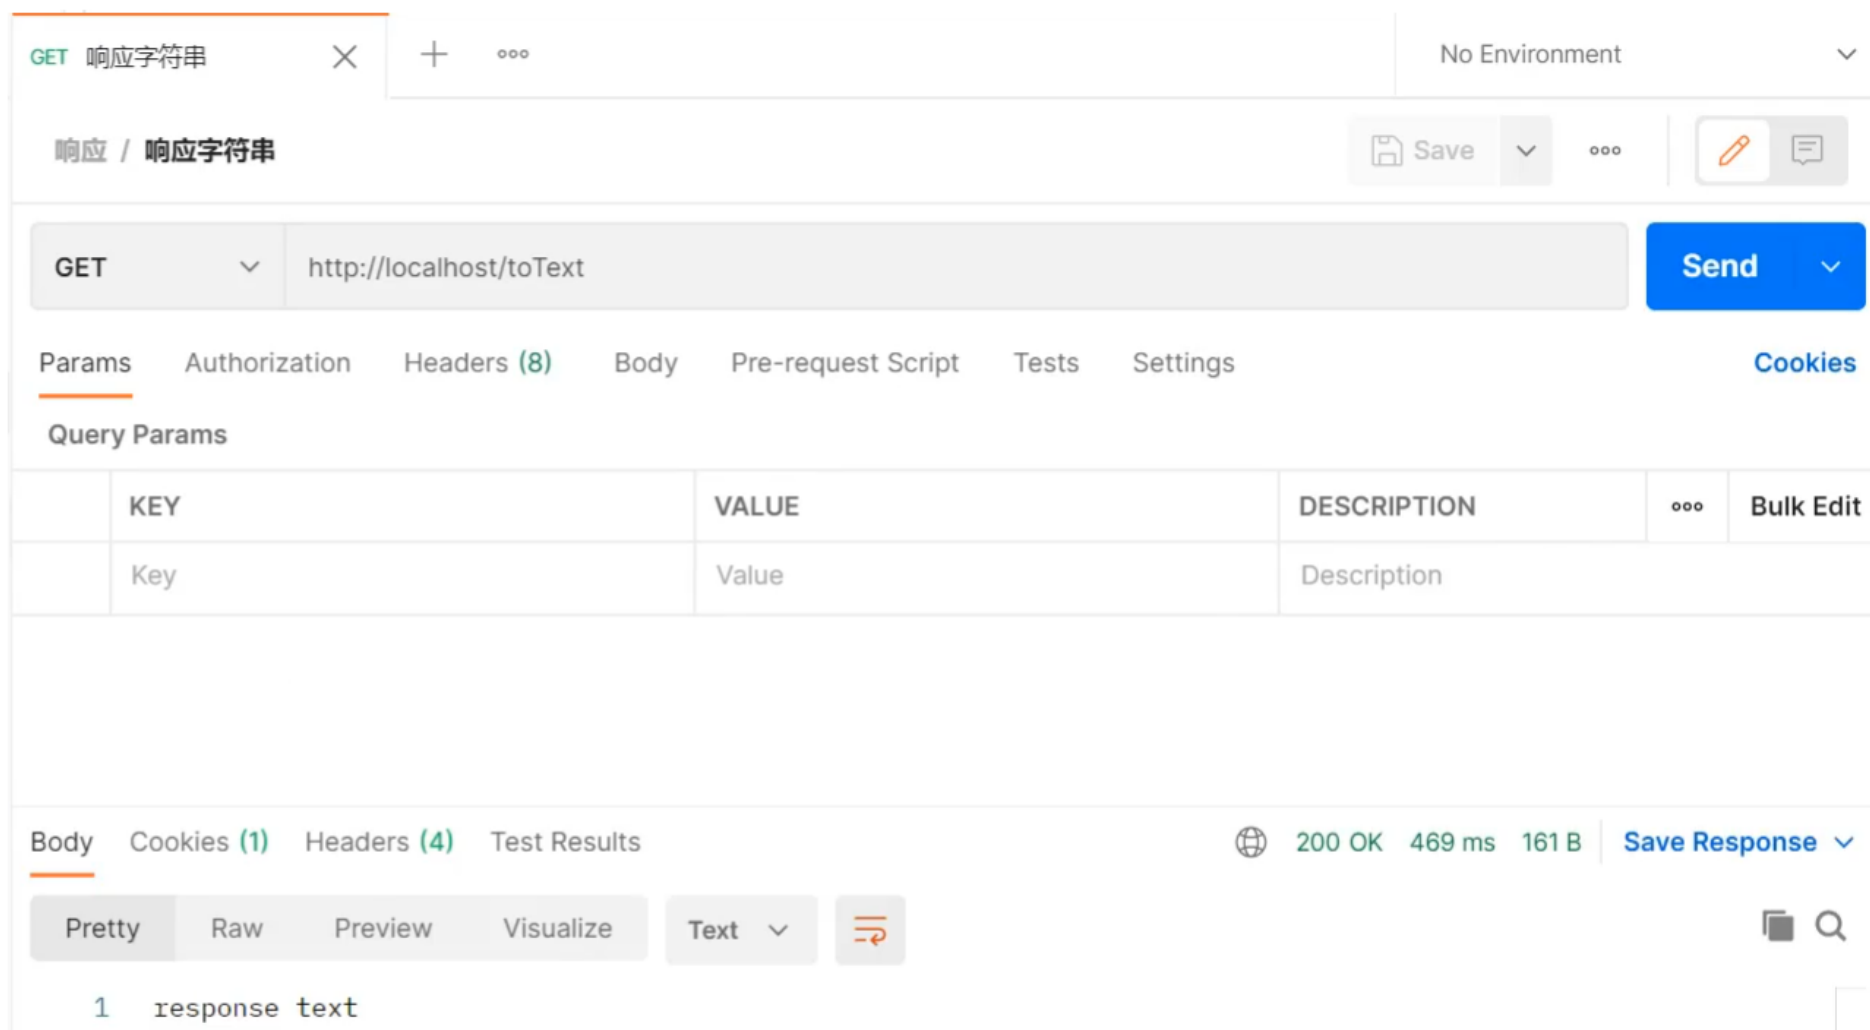 GET 响应字符串 No Environment
响应 / 响应字符串 Save
GET http://localhost/toText Send
Params Authorization Headers (8) Body Pre-request Script Tests Settings Cookies
Query Params
KEY VALUE DESCRIPTION Bulk Edit
Key Value Description
Body Cookies (1) Headers (4) Test Results 200 OK 469 ms 161 B Save Response
Pretty Raw Preview Visualize Text
1 response text